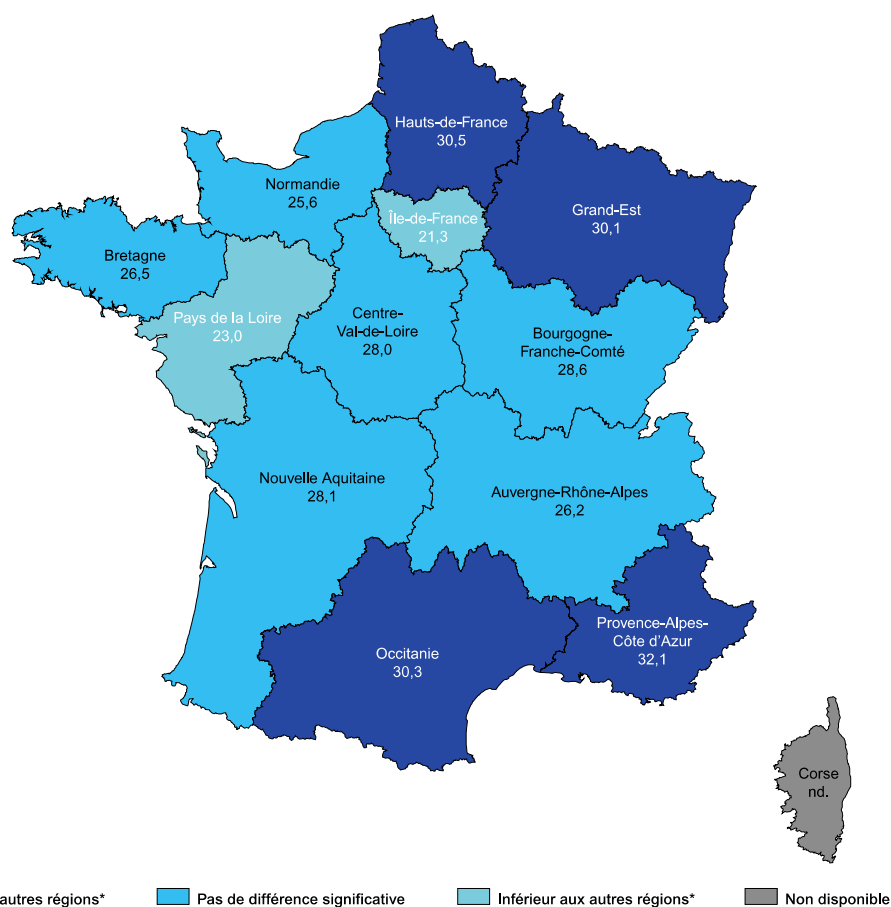 Hauts-de-France
30,5
Normandie
25,6
Île-de-France
21,3
Grand-Est
30,1
Bretagne
26,5
Pays de la Loire
23,0
Centre-
Val-de-Loire
28,0
Bourgogne-
Franche-Comté
28,6
Nouvelle Aquitaine
28,1
Auvergne-Rhône-Alpes
26,2
Provence-Alpes-
Côte d'Azur
32,1
Occitanie
30,3
Corse
nd.
autres régions*
Pas de différence significative
Inférieur aux autres régions*
Non disponible